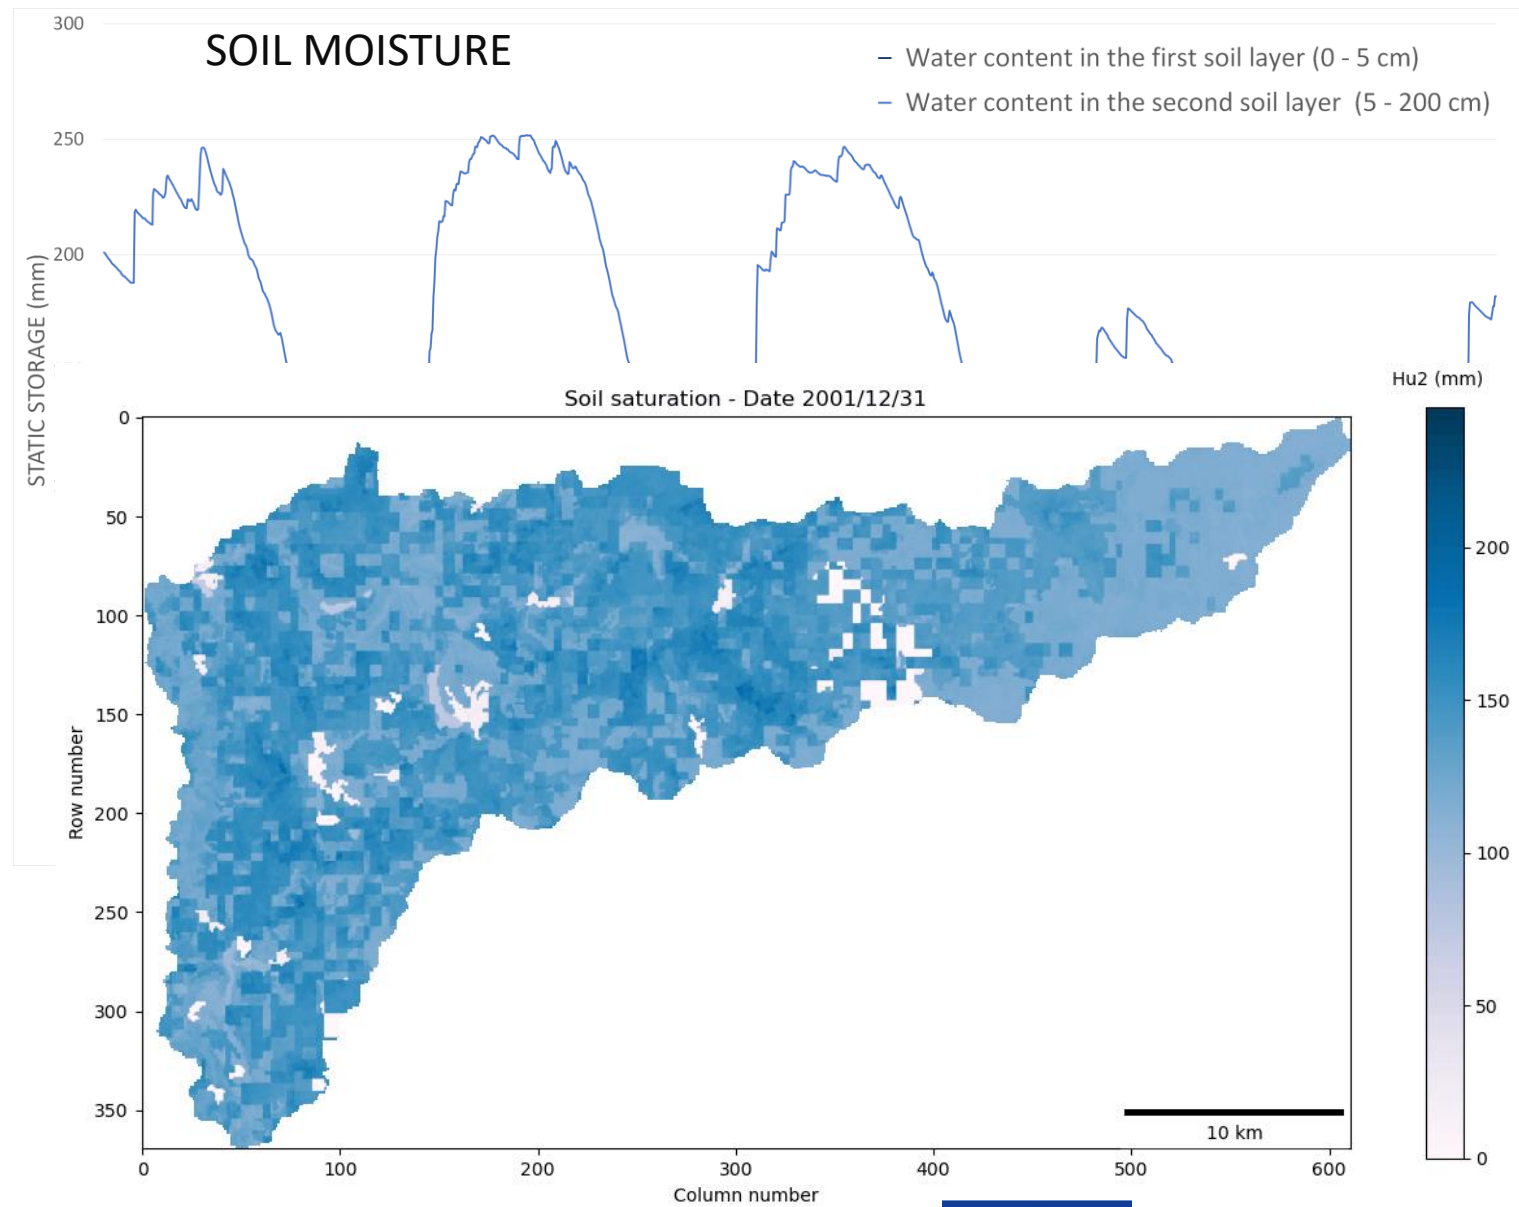 SOIL MOISTURE
300
250
200
STATIC STORAGE (mm)
Water content in the first soil layer (0 - 5 cm)
Water content in the second soil layer (5 - 200 cm)
Soil saturation - Date 2001/12/31
Hu2 (mm)
200
150
100
50
0
Row number
0
50
100
150
200
250
300
350
10 km
0
100
200
300
400
500
600
Column number